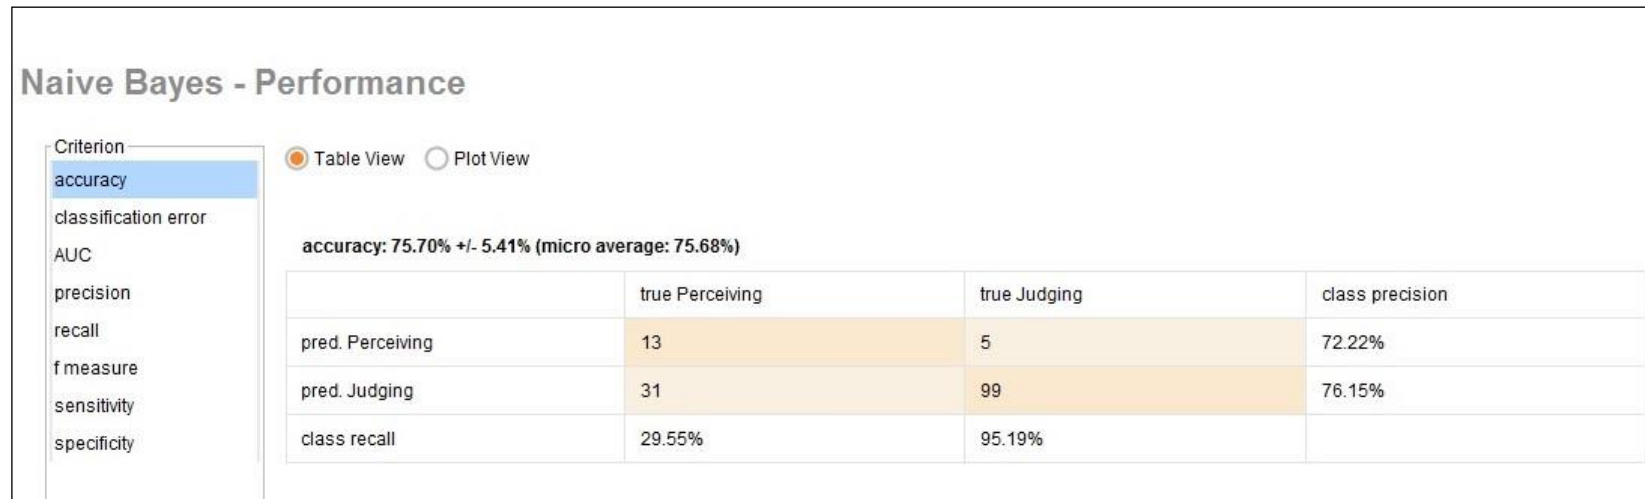 Naive Bayes - Performance
Criterion
accuracy
classification error
AUC
precision
recall
f measure
sensitivity
specificity
Table View Plot View
accuracy: 75.70% +/- 5.41% (micro average: 75.68%)
true Perceiving true Judging class precision
pred. Perceiving 13 5 72.22%
pred. Judging 31 99 76.15%
class recall 29.55% 95.19%